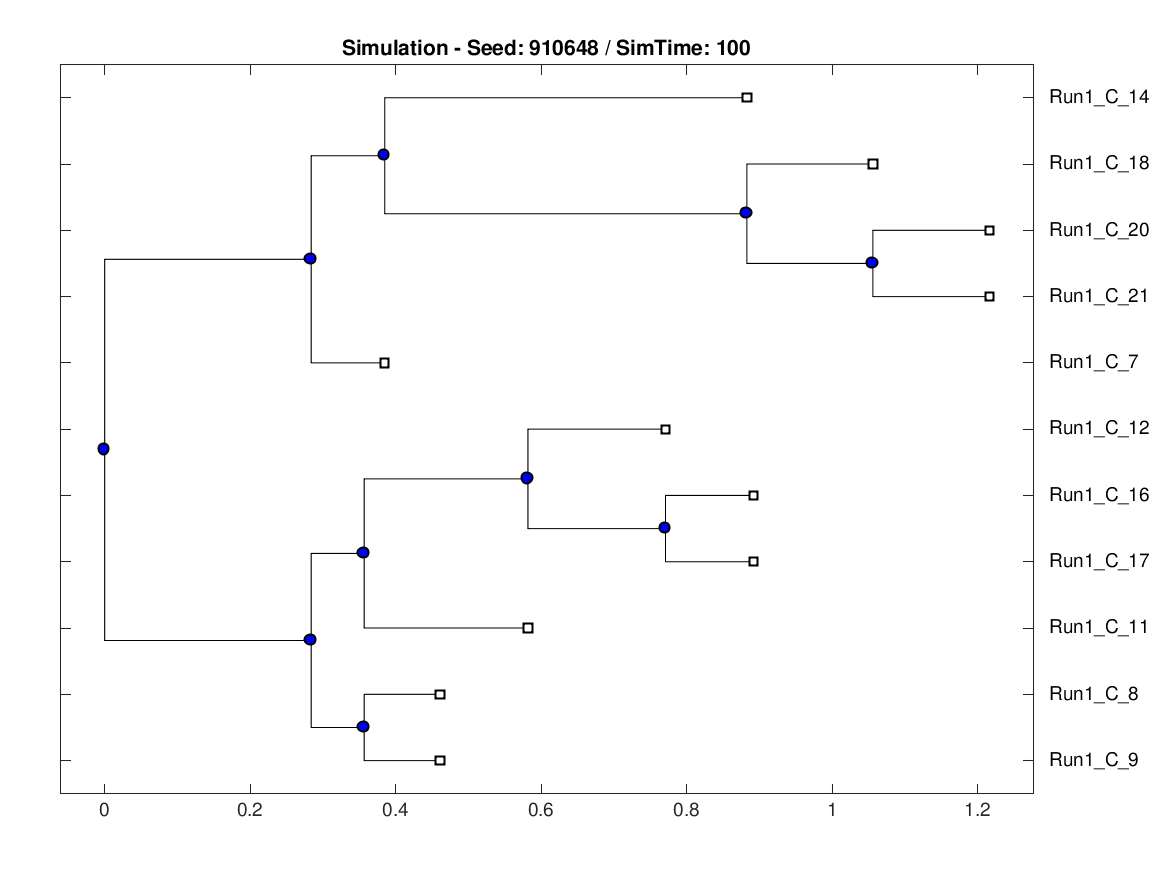 Simulation - Seed: 910648 / SimTime: 100
Run1_C_14
Run1_C_18
Run1_C_20
Run1_C_21
Run1_C_7
Run1_C_12
Run1_C_16
Run1_C_17
Run1_C_11
Run1_C_8
Run1_C_9
0 0.2 0.4 0.6 0.8 1 1.2